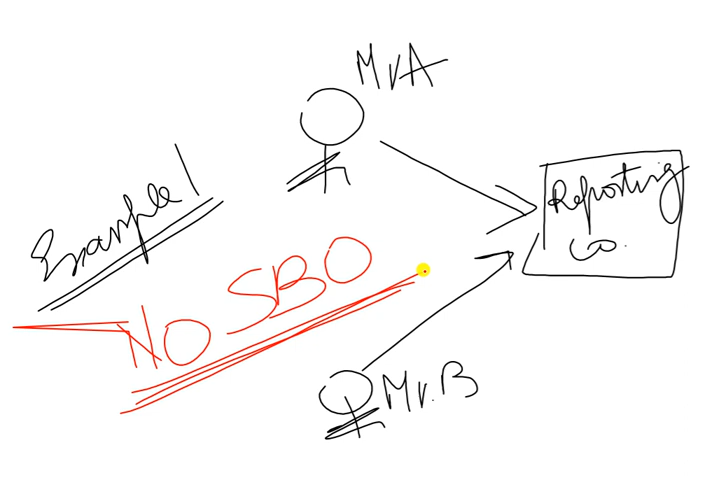 Mr A
Example 1
Reporting
co.
No SBO
Mr. B